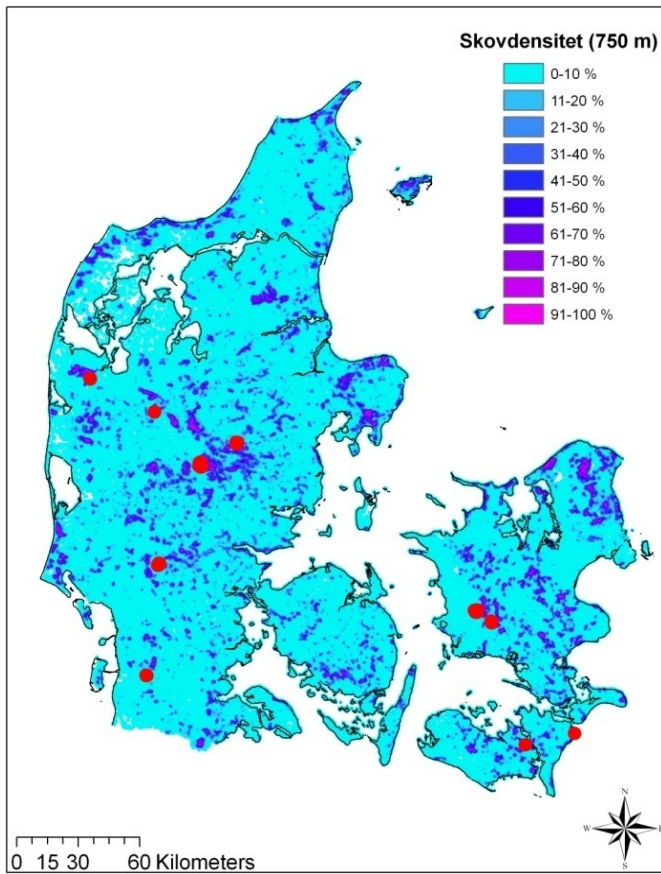 Skovdensitet (750 m)
0-10 %
11-20 %
21-30 %
31-40 %
41-50 %
51-60 %
61-70 %
71-80 %
81-90 %
91-100 %
N
W E
S
0 15 30 60 Kilometers